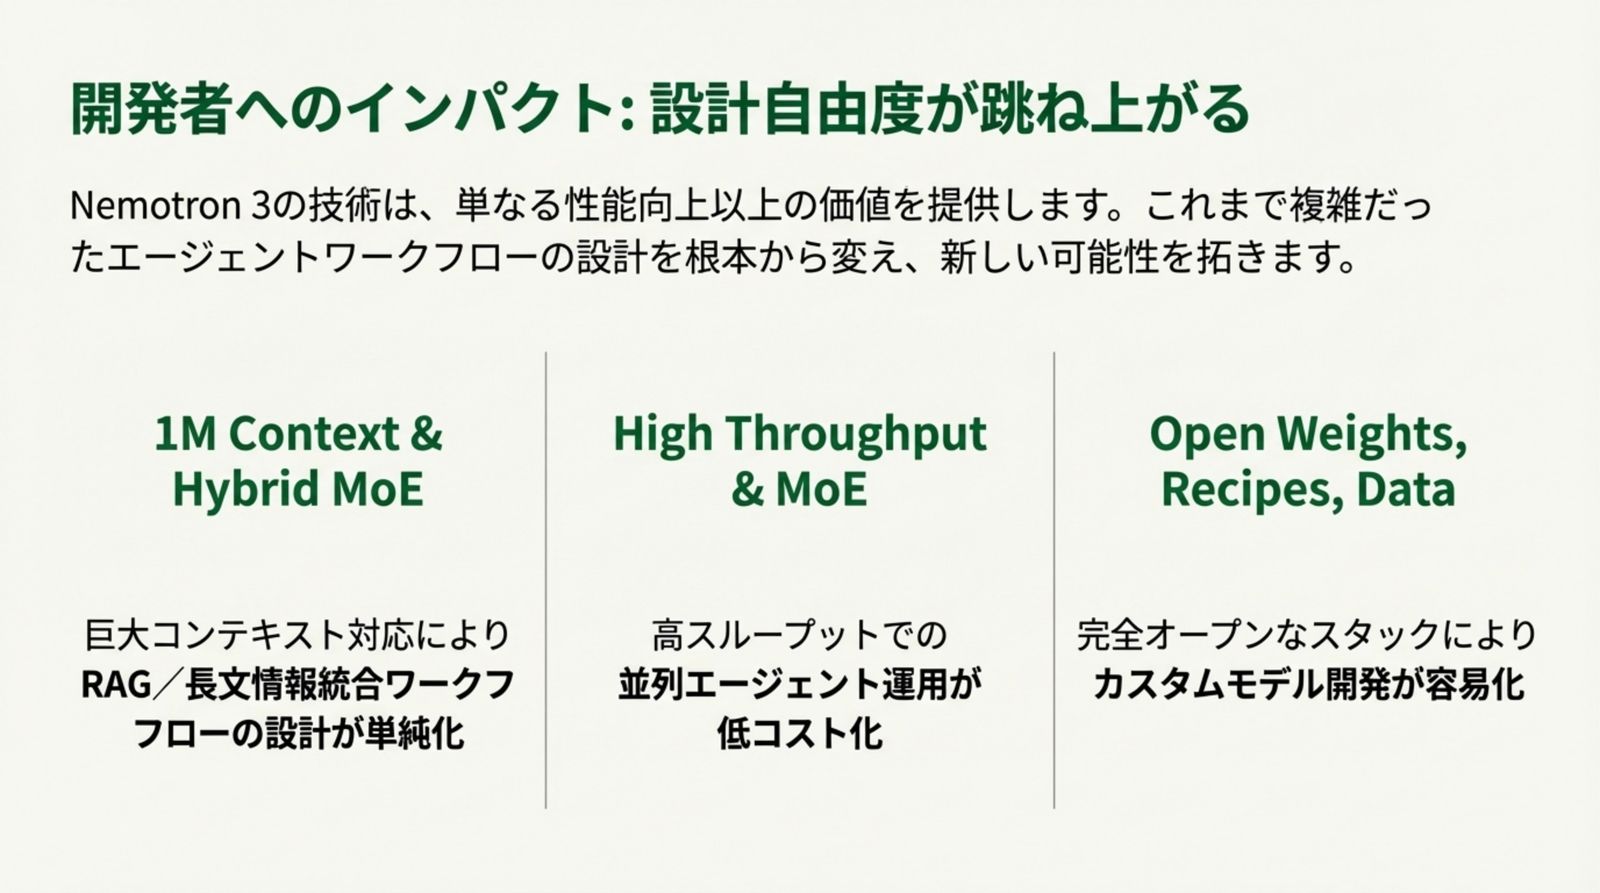 開発者へのインパクト: 設計自由度が跳ね上がる
Nemotron 3の技術は、単なる性能向上以上の価値を提供します。これまで複雑だっ
たエージェントワークフローの設計を根本から変え、新しい可能性を拓きます。
1M Context &
Hybrid MoE
巨大コンテキスト対応により
RAG／長文情報統合ワークフ
フローの設計が単純化
High Throughput
& MoE
高スループットでの
並列エージェント運用が
低コスト化
Open Weights,
Recipes, Data
完全オープンなスタックにより
カスタムモデル開発が容易化